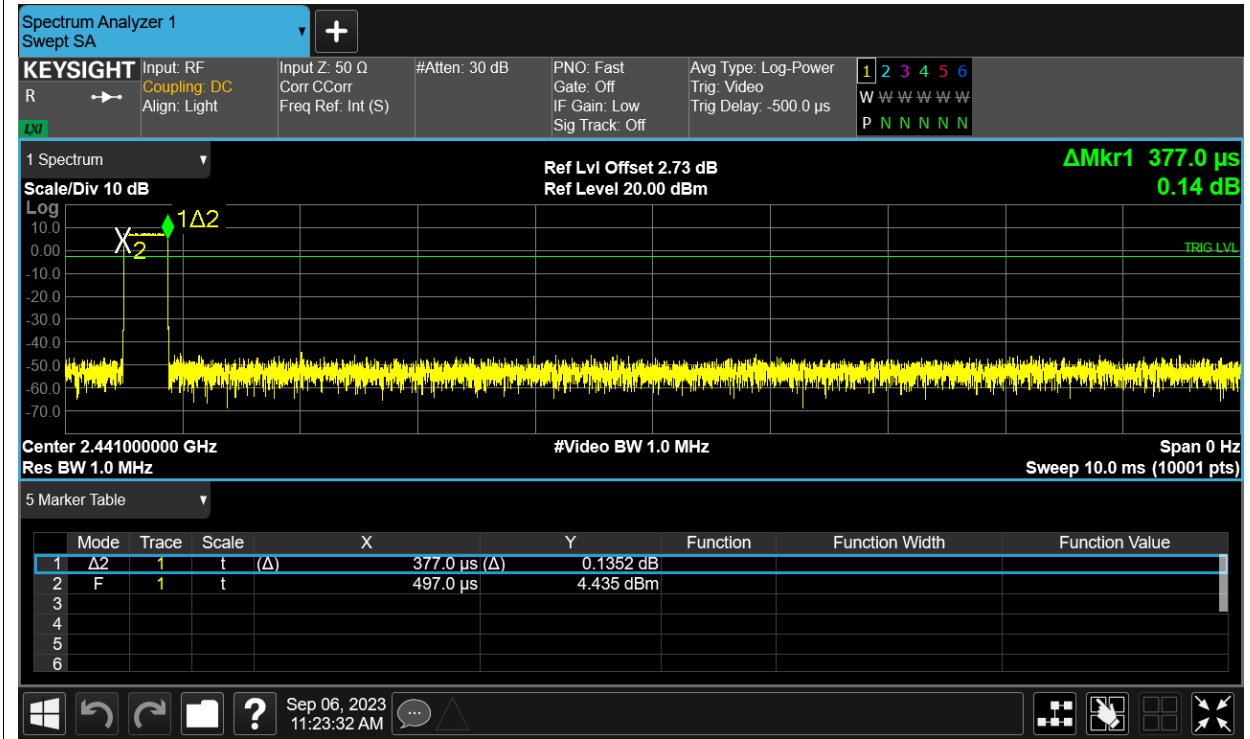 Spectrum Analyzer 1
Swept SA
+
KEYSIGHT Input: RF Input Z: 50 Ω #Atten: 30 dB PNO: Fast Avg Type: Log-Power 1 2 3 4 5 6
R Coupling: DC Corr CCorr Gate: Off Trig: Video W W W W W W
Align: Light Freq Ref: Int (S) IF Gain: Low Trig Delay: -500.0 µs P N N N N N
LXI Sig Track: Off
1 Spectrum
Ref Lvl Offset 2.73 dB ΔMkr1 377.0 µs
Scale/Div 10 dB Ref Level 20.00 dBm 0.14 dB
Log
1Δ2
10.0
X2
0.00 TRIG LVL
-10.0
-20.0
-30.0
-40.0
-50.0
-60.0
-70.0
Center 2.441000000 GHz #Video BW 1.0 MHz Span 0 Hz
Res BW 1.0 MHz Sweep 10.0 ms (10001 pts)
5 Marker Table
Mode Trace Scale X Y Function Function Width Function Value
1 Δ2 1 t (Δ) 377.0 µs (Δ) 0.1352 dB
2 F 1 t 497.0 µs 4.435 dBm
3
4
5
6
? Sep 06, 2023
11:23:32 AM